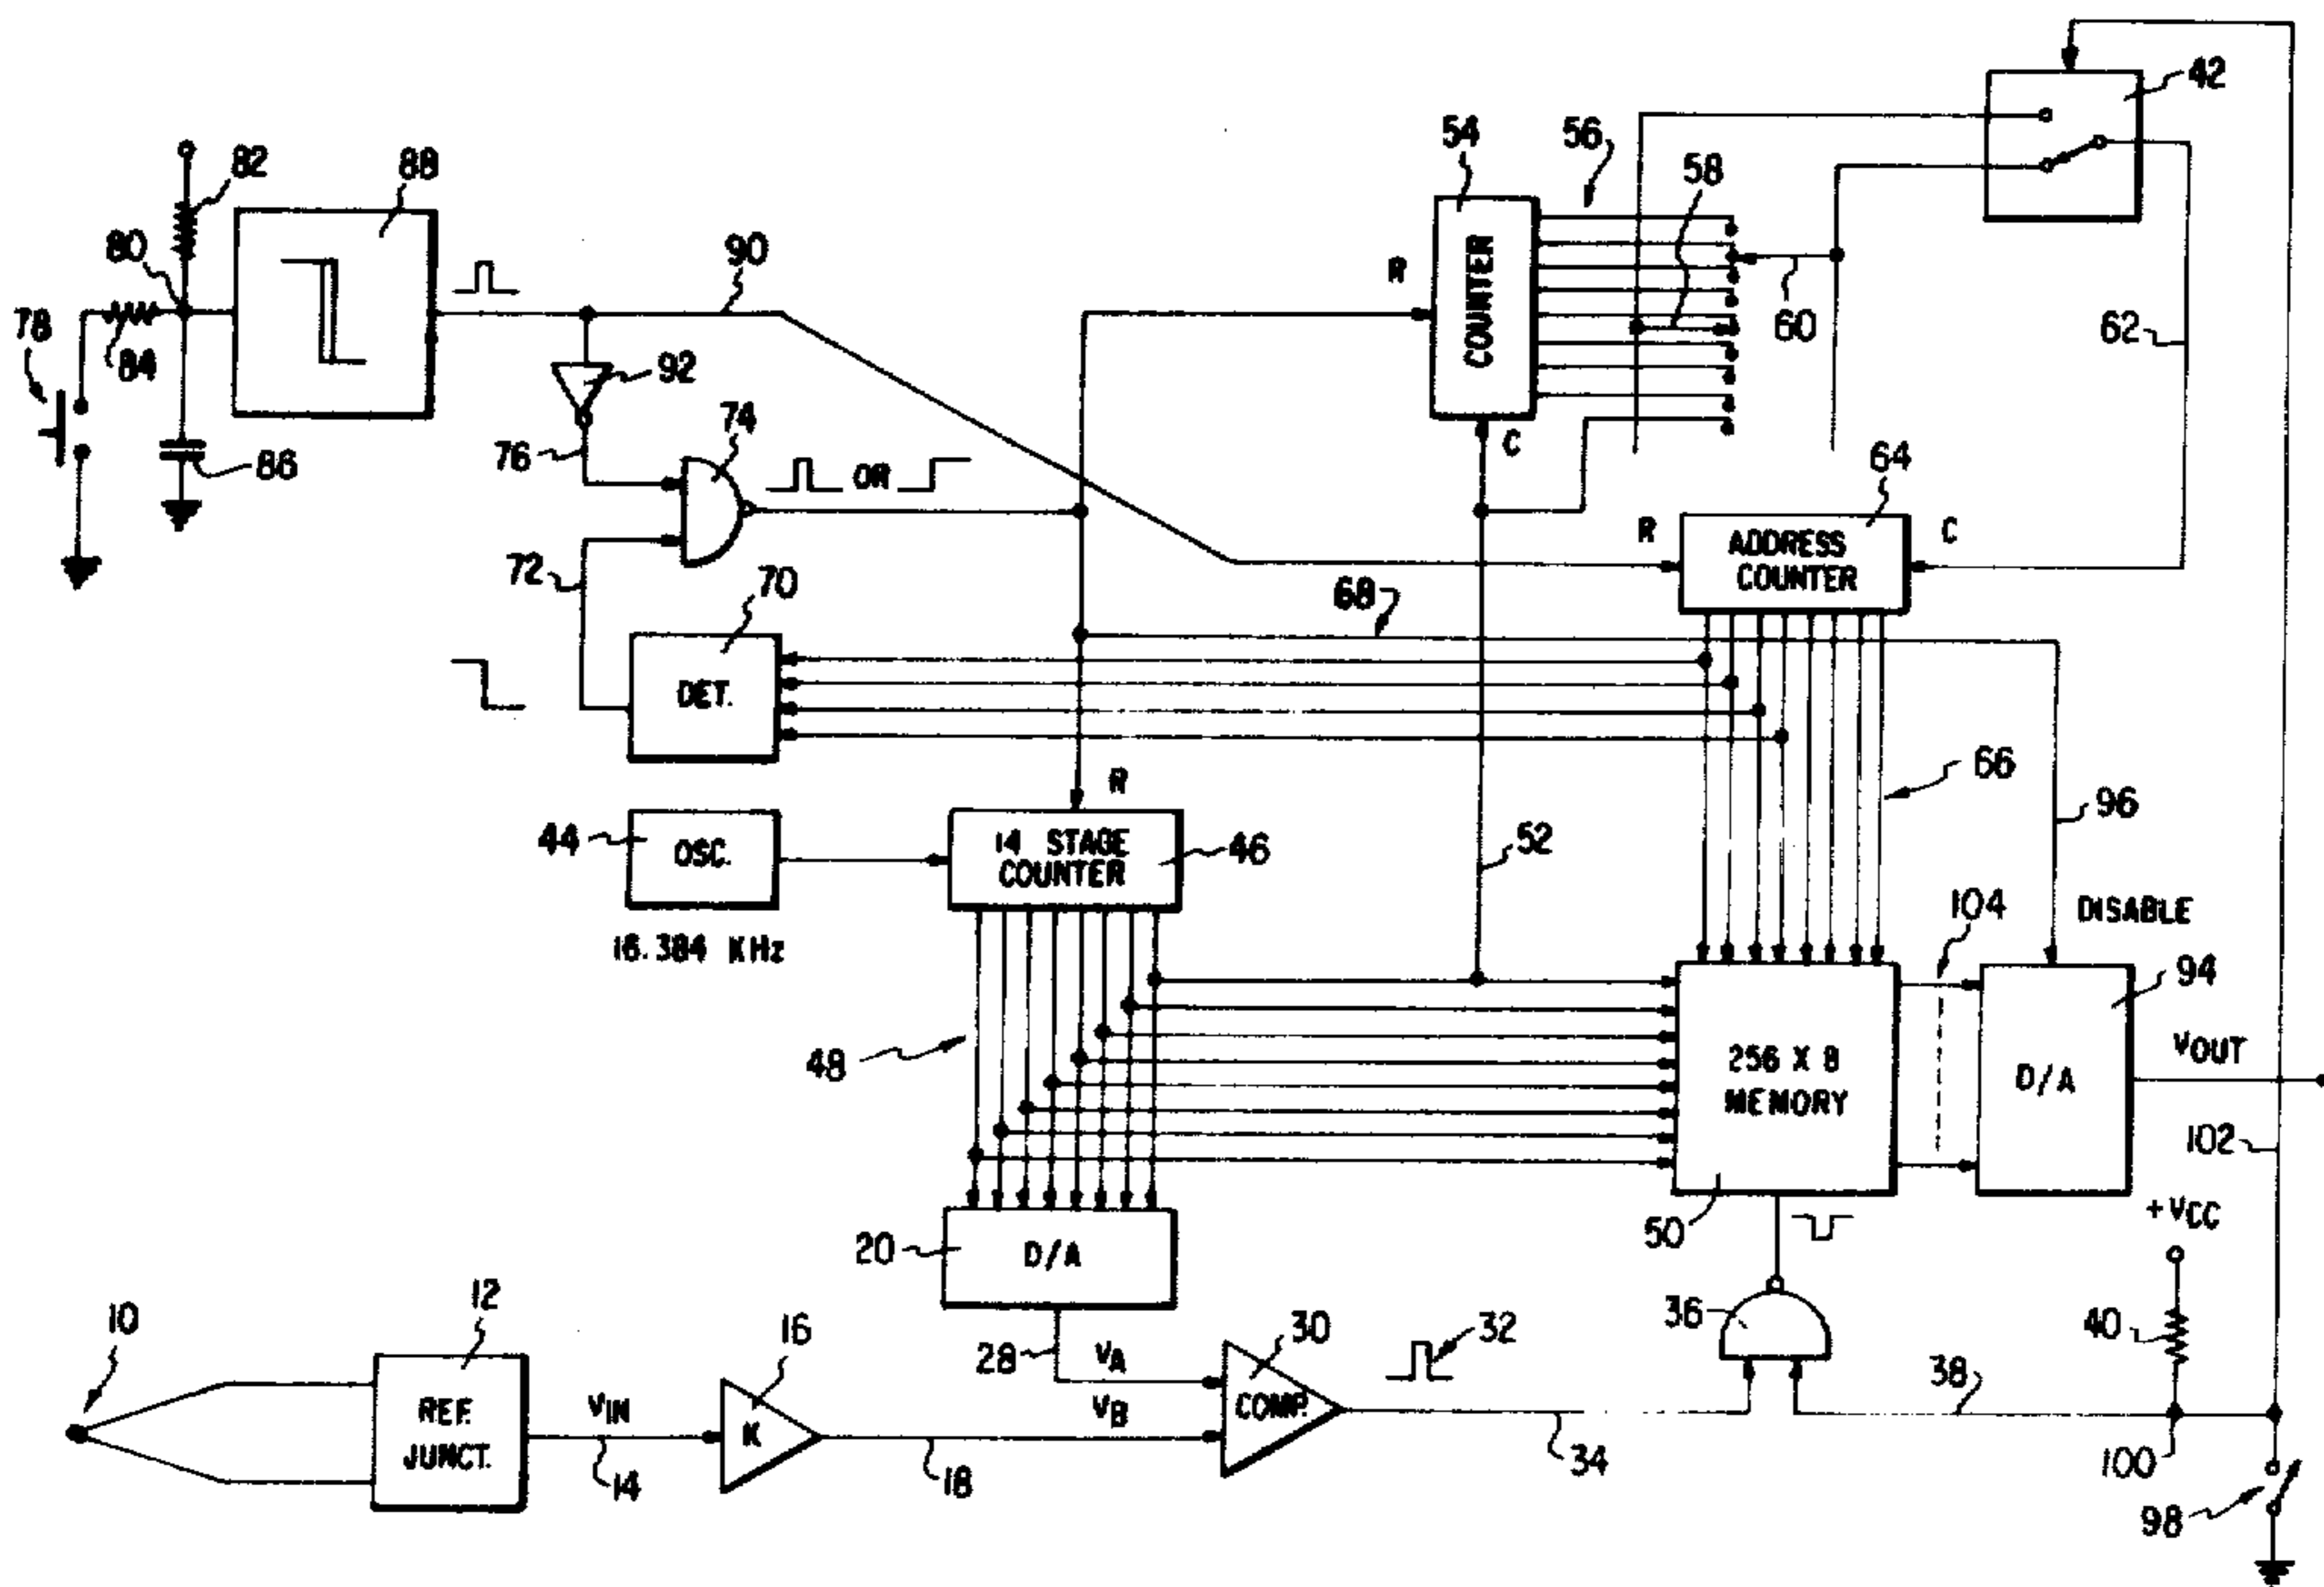 42
54
56
82
88
58
80
90
R
COUNTER
60
78
62
84
92
74
C
76
OR
64
86
R
ADDRESS
COUNTER
C
72
70
68
DET.
66
R
96
44
OSC.
14 STAGE
COUNTER
46
52
104
DISABLE
16.384 KHz
94
48
256 X 8
MEMORY
D/A
VOUT
102
50
+VCC
20
D/A
10
12
16
30
32
36
40
28
VA
REF.
JUNCT.
VIN
K
VB
COMP.
38
14
18
34
100
98